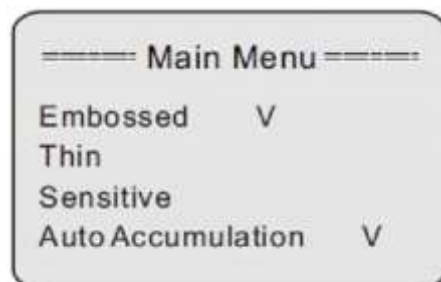 ====== Main Menu ======
Embossed V
Thin
Sensitive
Auto Accumulation V